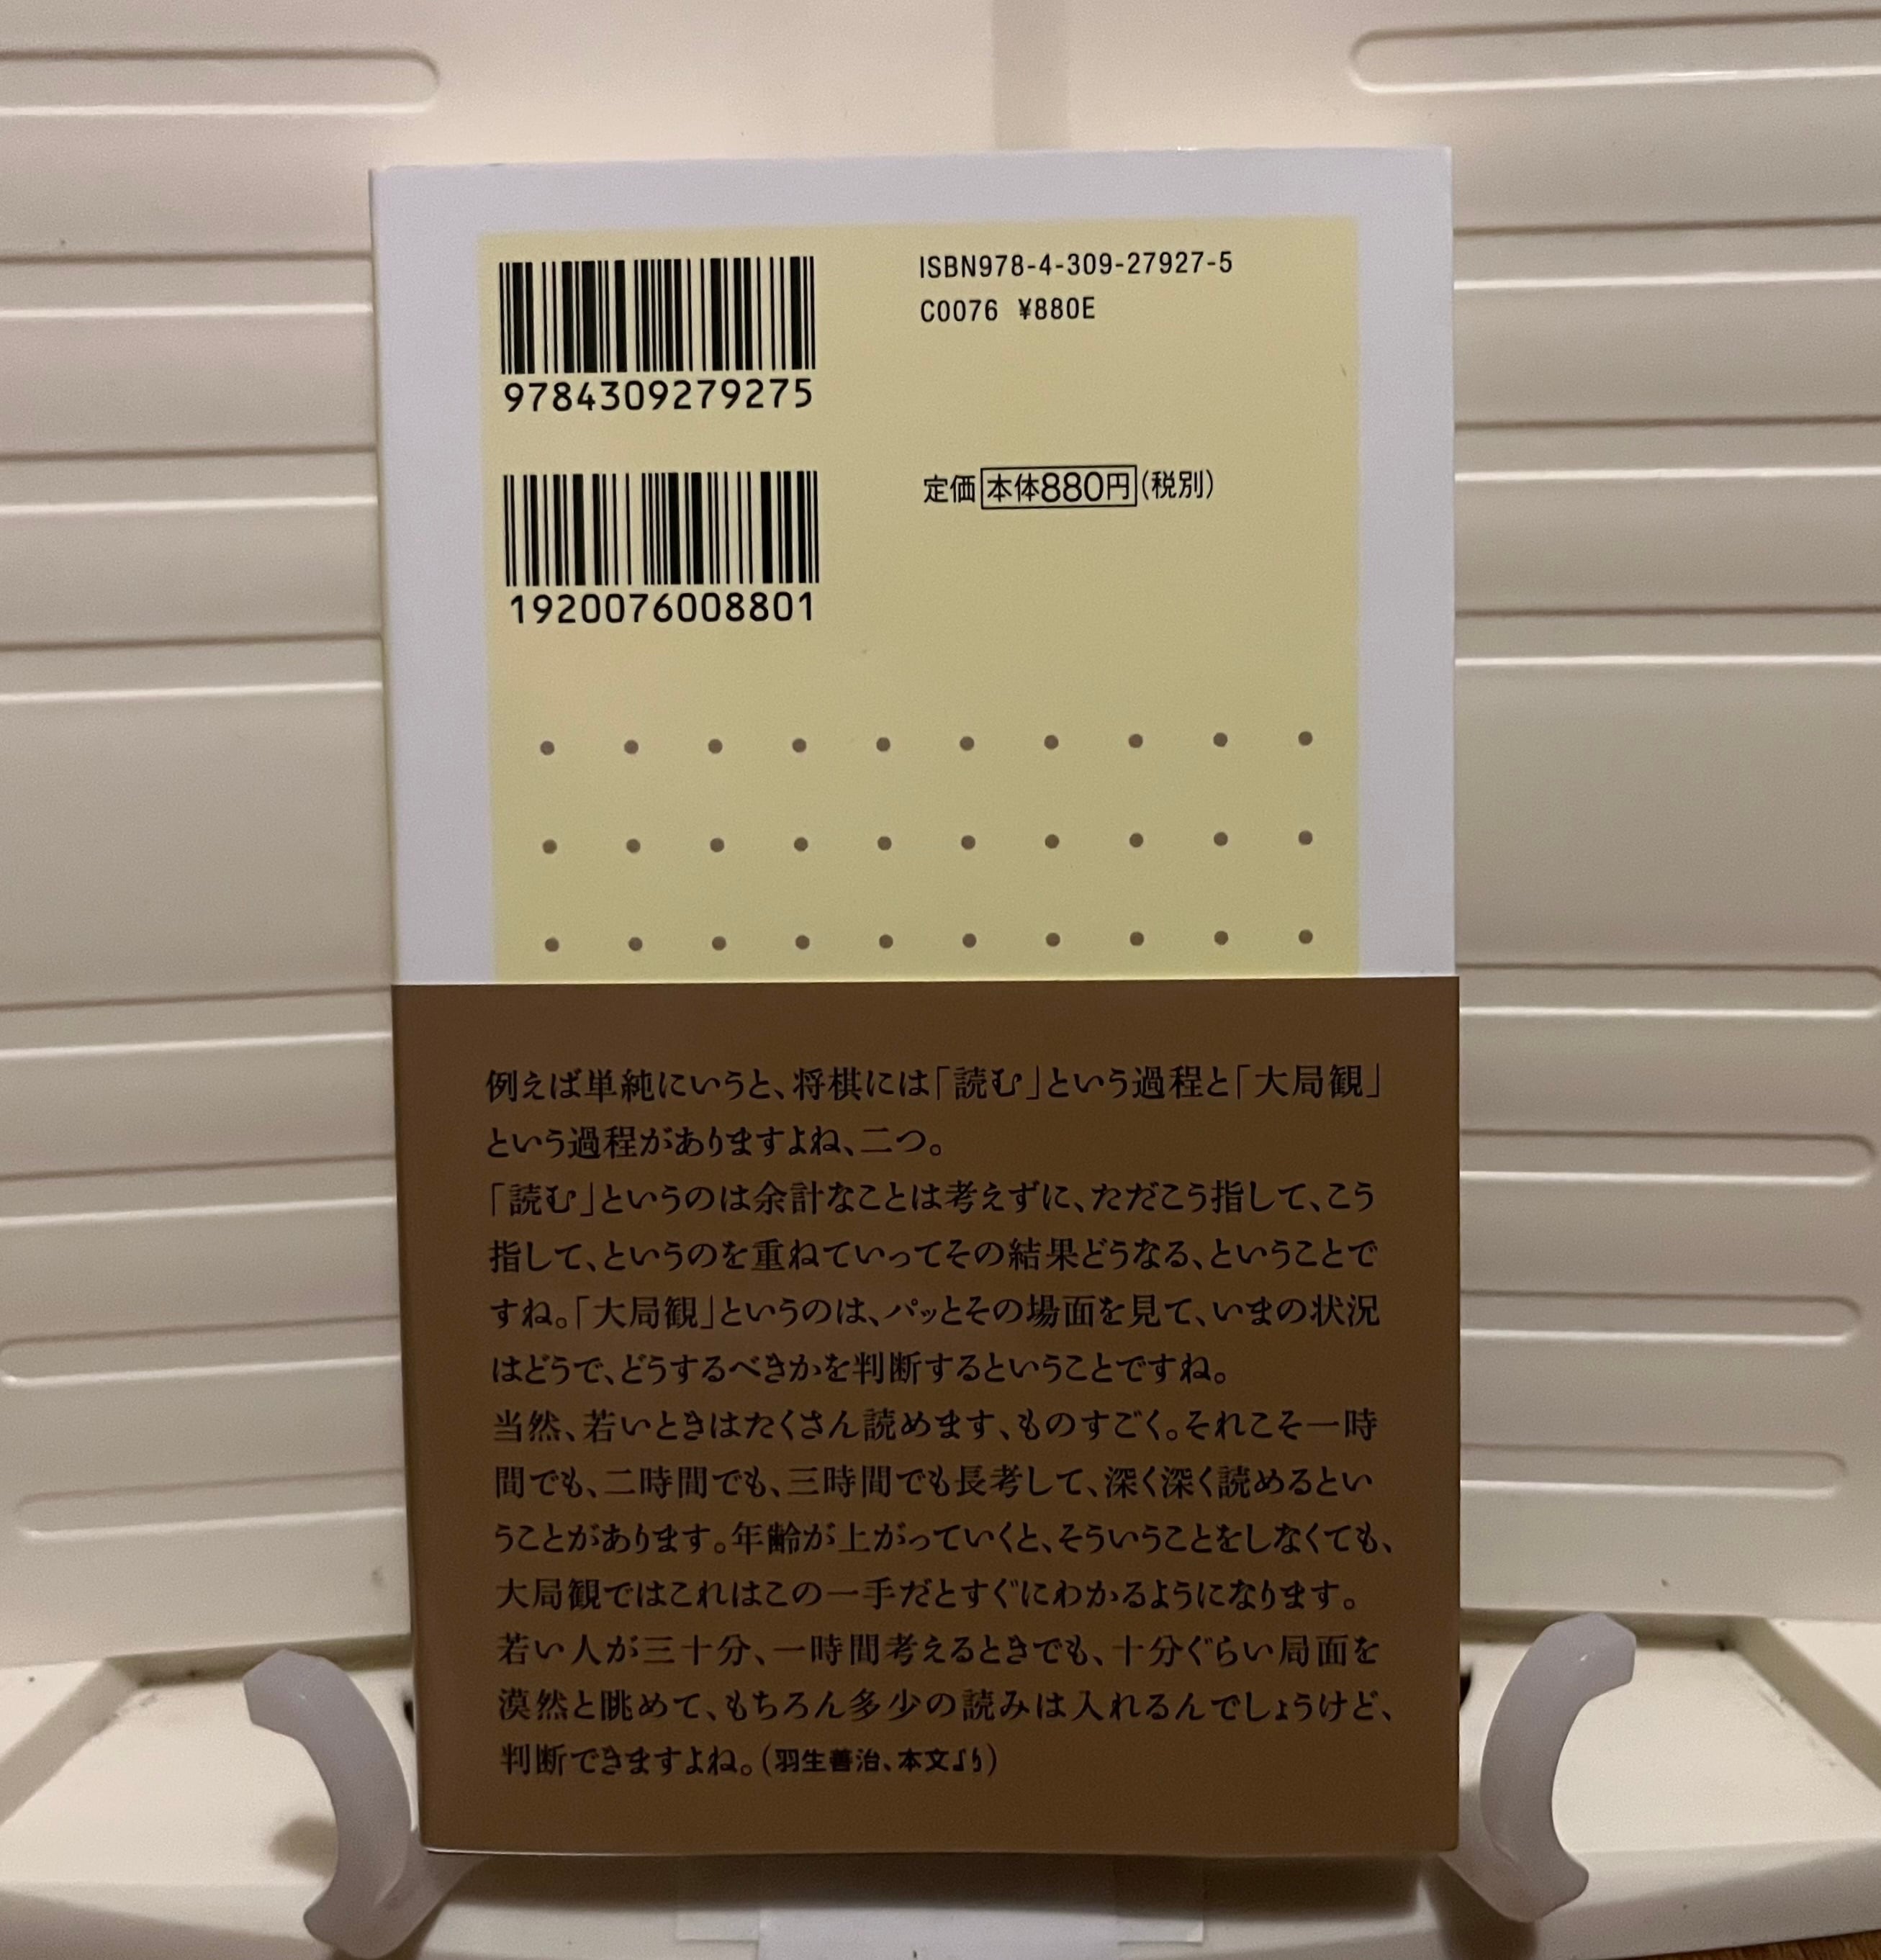 ISBN978-4-309-27927-5
C0076 ¥880E
9784309279275
定価 本体880円(税別)
1920076008801
例えば単純にいうと、将棋には「読む」という過程と「大局観」
という過程がありますよね、二つ。
「読む」というのは余計なことは考えずに、ただこう指して、こう
指して、というのを重ねていってその結果どうなる、ということで
すね。「大局観」というのは、パッとその場面を見て、いまの状況
はどうで、どうするべきかを判断するということですね。
当然、若いときはたくさん読めます、ものすごく。それこそ一時
間でも、二時間でも、三時間でも長考して、深く深く読めるとい
うことがあります。年齢が上がっていくと、そういうことをしなくても、
大局観ではこれはこの一手だとすぐにわかるようになります。
若い人が三十分、一時間考えるときでも、十分ぐらい局面を
漠然と眺めて、もちろん多少の読みは入れるんでしょうけど、
判断できますよね。(羽生善治、本文より)